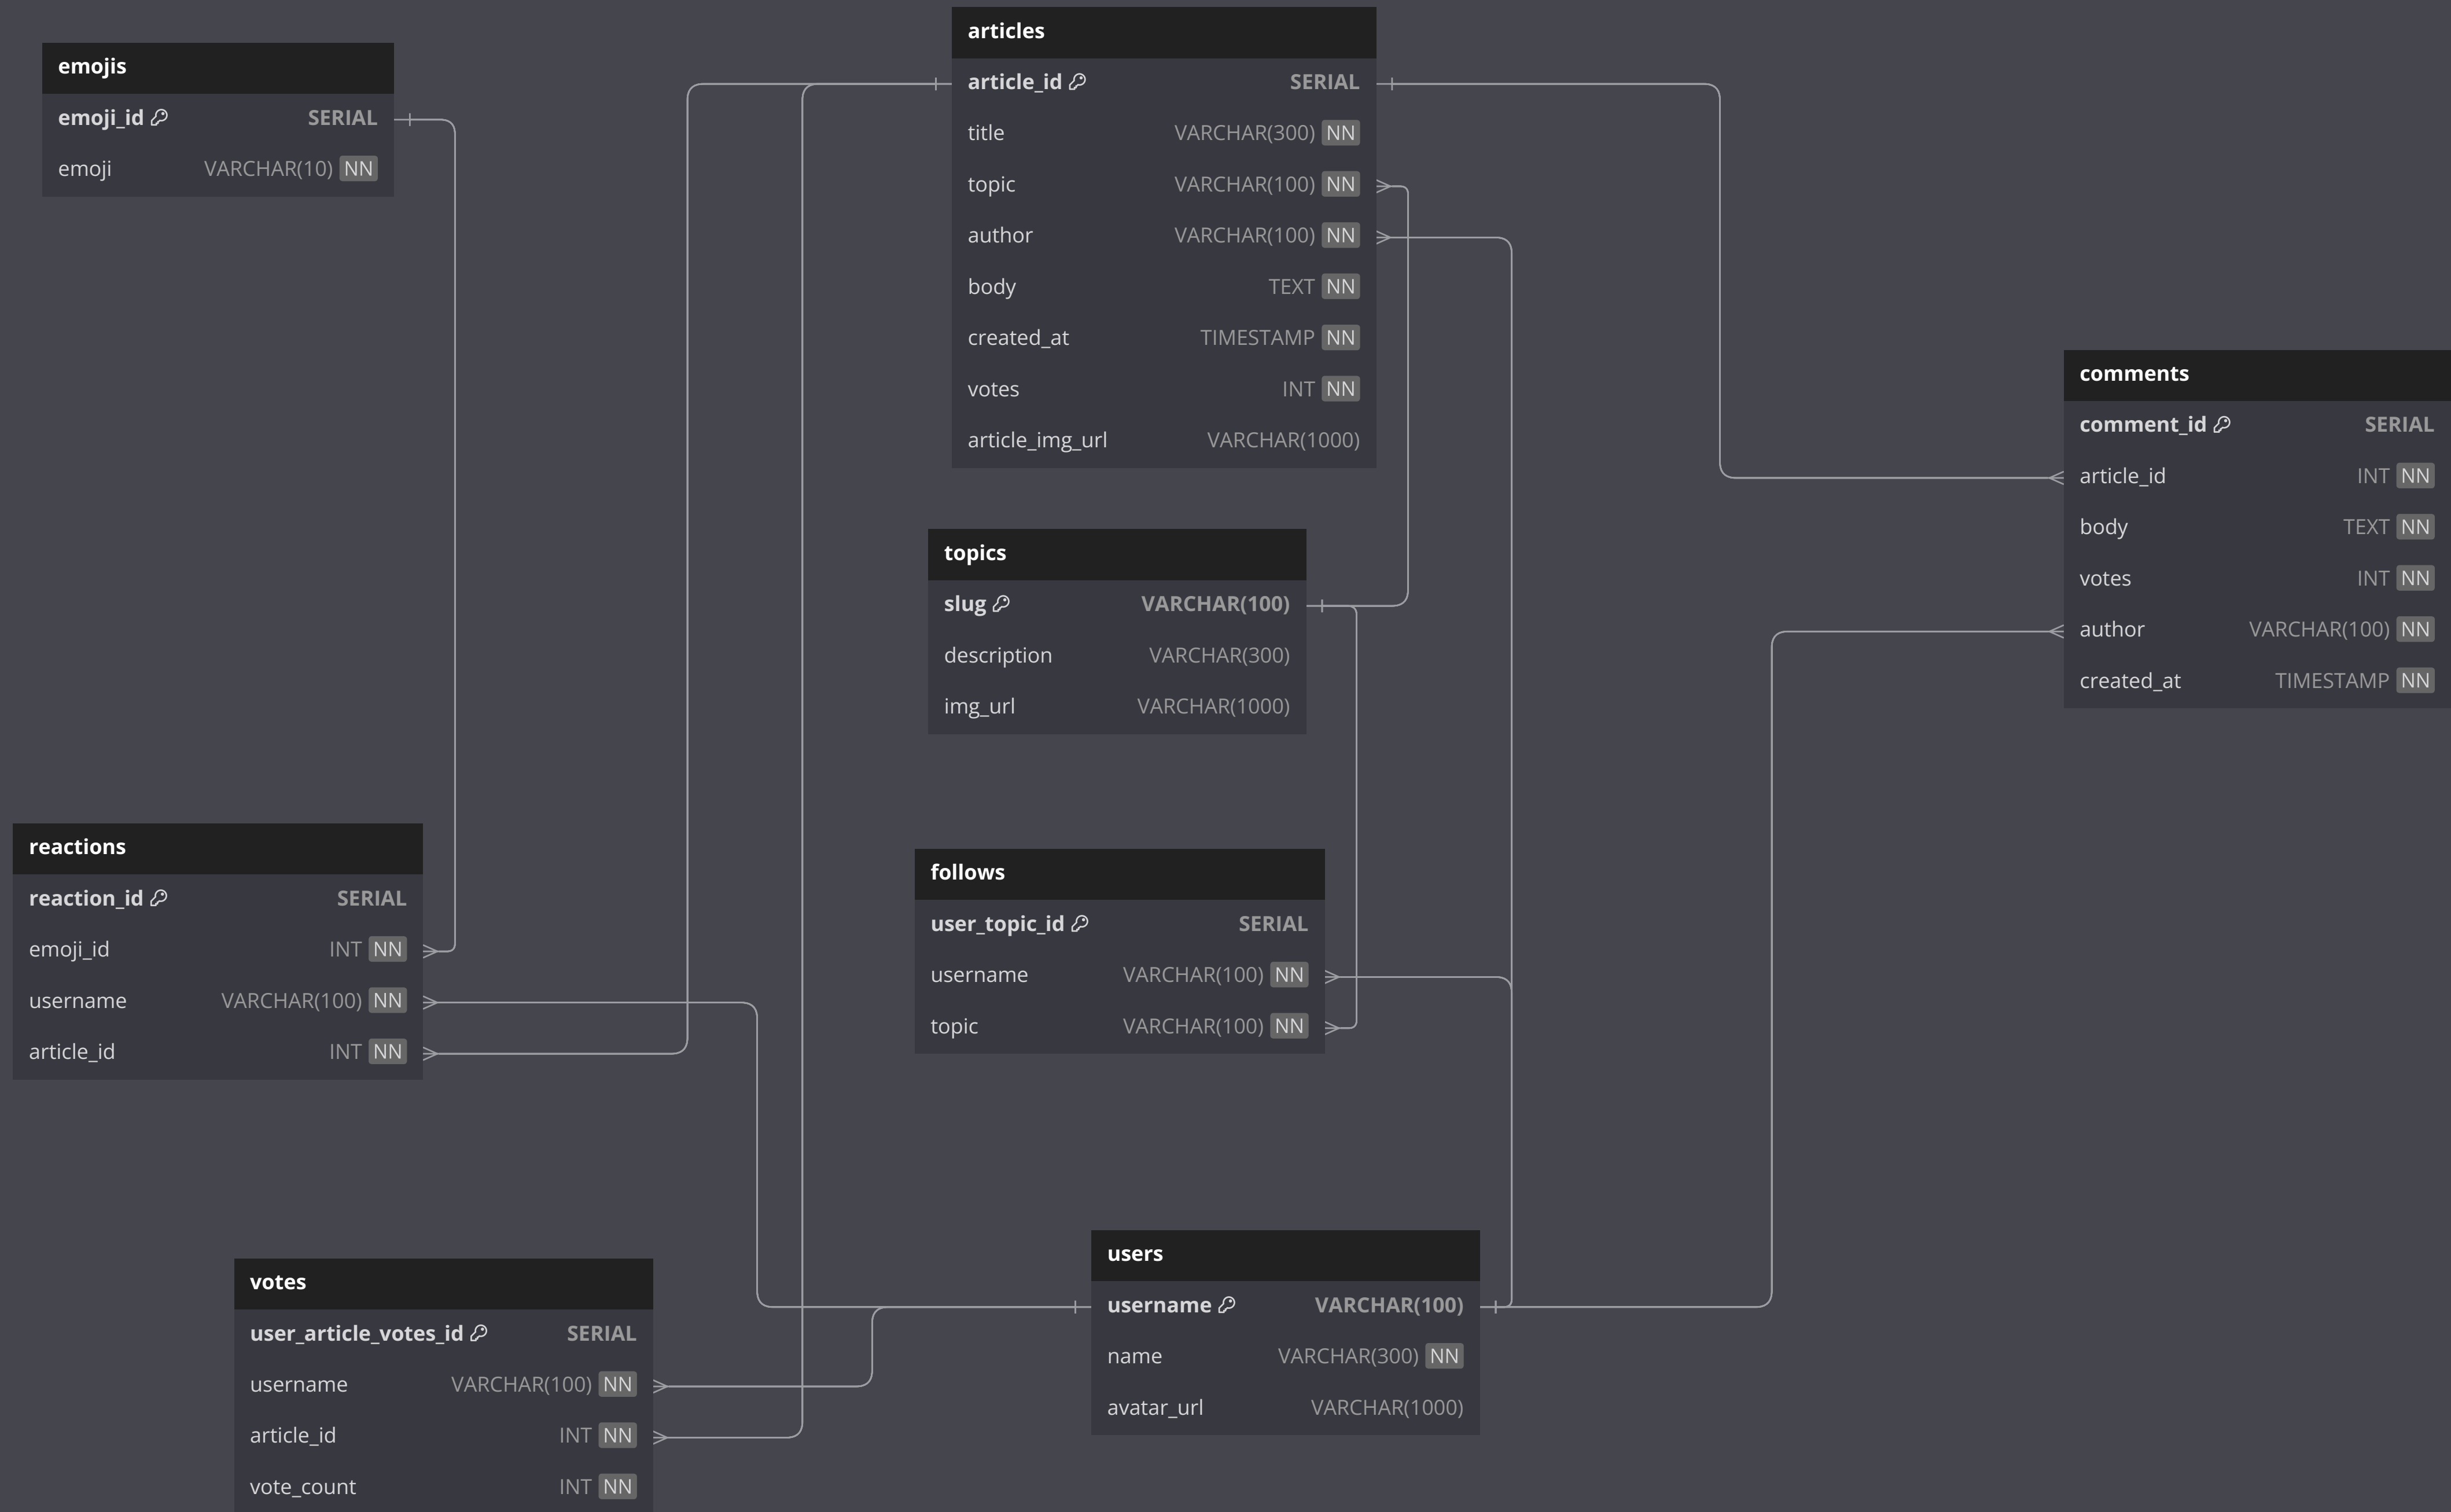 emojis
emoji_id SERIAL
emoji VARCHAR(10) NN
articles
article_id SERIAL
title VARCHAR(300) NN
topic VARCHAR(100) NN
author VARCHAR(100) NN
body TEXT NN
created_at TIMESTAMP NN
votes INT NN
article_img_url VARCHAR(1000)
comments
comment_id SERIAL
article_id INT NN
body TEXT NN
votes INT NN
author VARCHAR(100) NN
created_at TIMESTAMP NN
topics
slug VARCHAR(100)
description VARCHAR(300)
img_url VARCHAR(1000)
reactions
reaction_id SERIAL
emoji_id INT NN
username VARCHAR(100) NN
article_id INT NN
follows
user_topic_id SERIAL
username VARCHAR(100) NN
topic VARCHAR(100) NN
votes
user_article_votes_id SERIAL
username VARCHAR(100) NN
article_id INT NN
vote_count INT NN
users
username VARCHAR(100)
name VARCHAR(300) NN
avatar_url VARCHAR(1000)